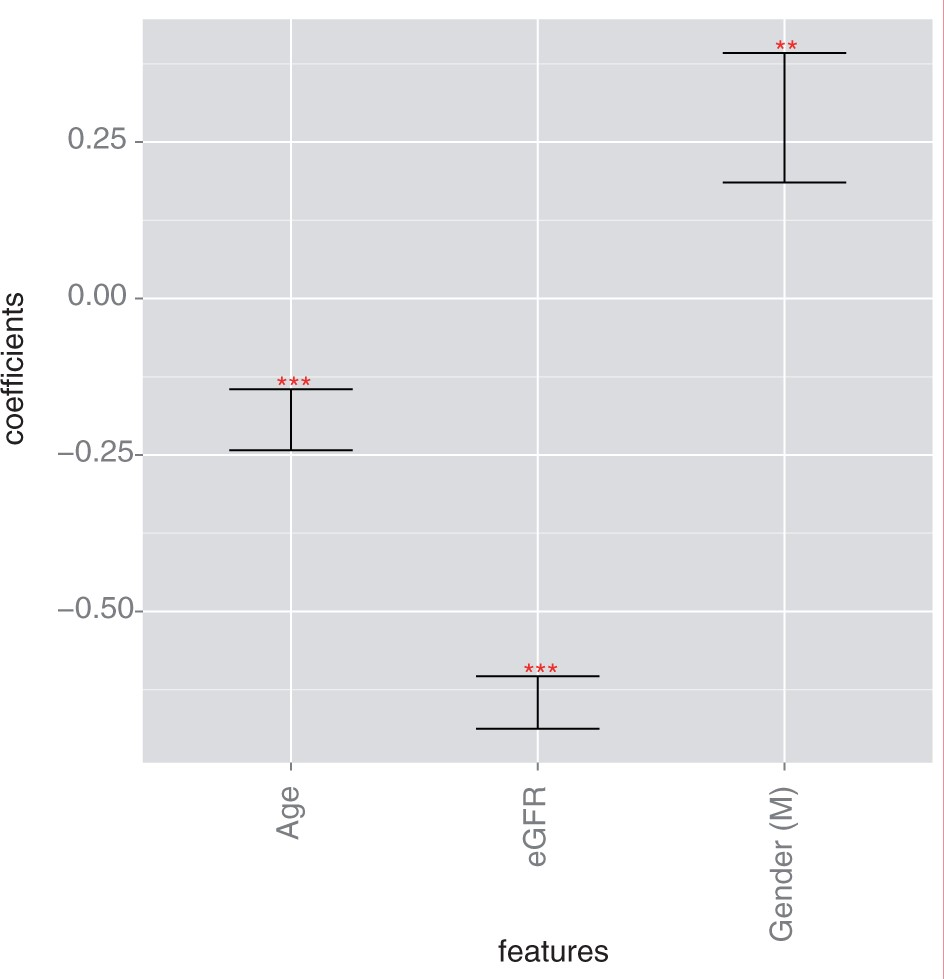 **
0.25
0.00
***
−0.25
−0.50
***
coefficients
Age
eGFR
Gender (M)
features